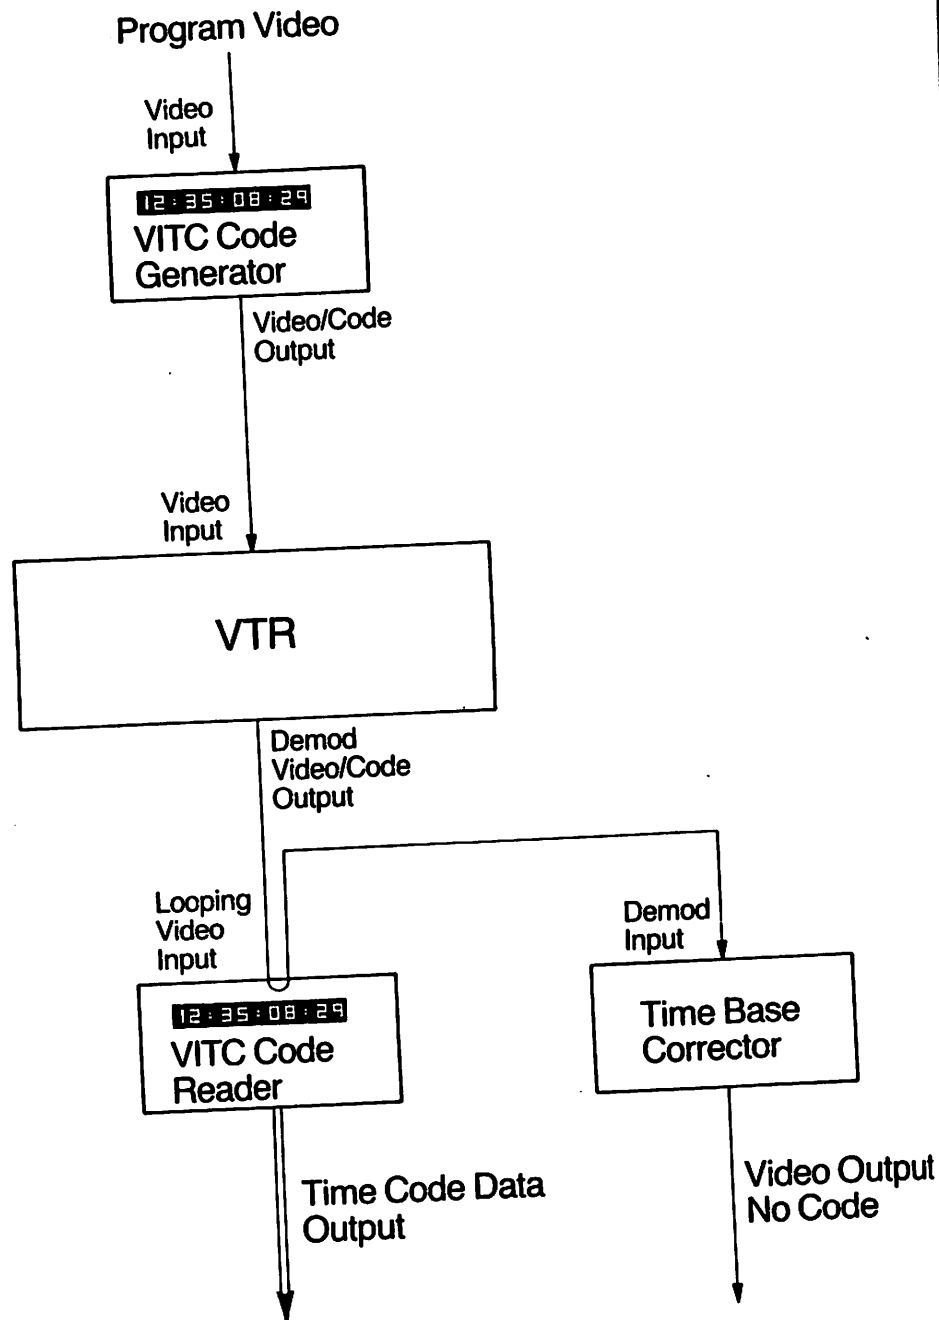 Program Video
Video
Input
12:35:08:29
VITC Code
Generator
Video/Code
Output
Video
Input
VTR
Demod
Video/Code
Output
Looping
Video
Input
Demod
Input
12:35:08:29
VITC Code
Reader
Time Base
Corrector
Time Code Data
Output
Video Output
No Code